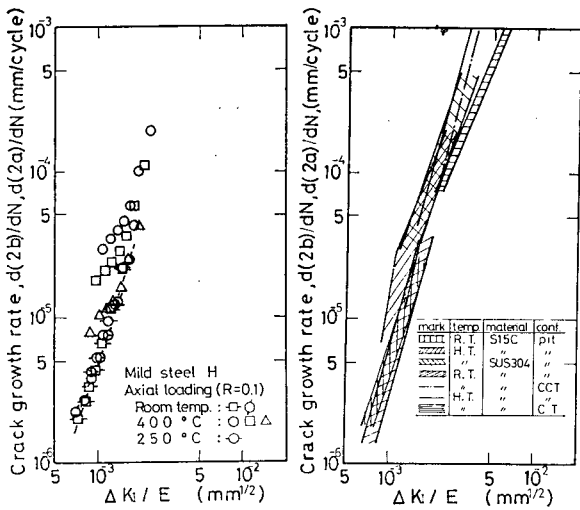 Crack growth rate, d(2b)/dN, d(2a)/dN (mm/cycle)
10⁻³
5
10⁻⁴
5
10⁻⁵
5
10⁻⁶
Mild steel H
Axial loading (R=0.1)
Room temp. :
400 °C :
250 °C :
5 10⁻³ 5 10⁻²
ΔK₁ / E (mm^1/2)
Crack growth rate, d(2b)/dN, d(2a)/dN, (mm/cycle)
10⁻³
5
10⁻⁴
5
10⁻⁵
5
10⁻⁶
mark temp. material conf.
R.T. S15C pit
H.T. 〃 〃
〃 SUS304 〃
R.T. 〃 〃
〃 〃 CCT
H.T. 〃 〃
〃 〃 CT
5 10⁻³ 5 10⁻²
ΔK₁ / E (mm^1/2)